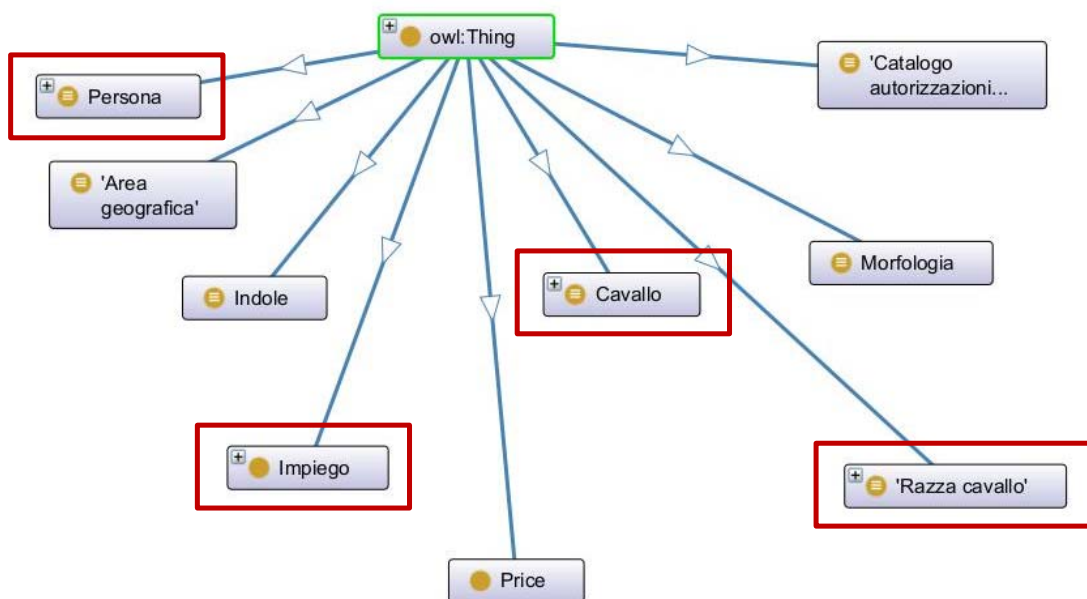 owl:Thing
'Catalogo
autorizzazioni...
Persona
'Area
geografica'
Morfologia
Indole
Cavallo
Impiego
'Razza cavallo'
Price